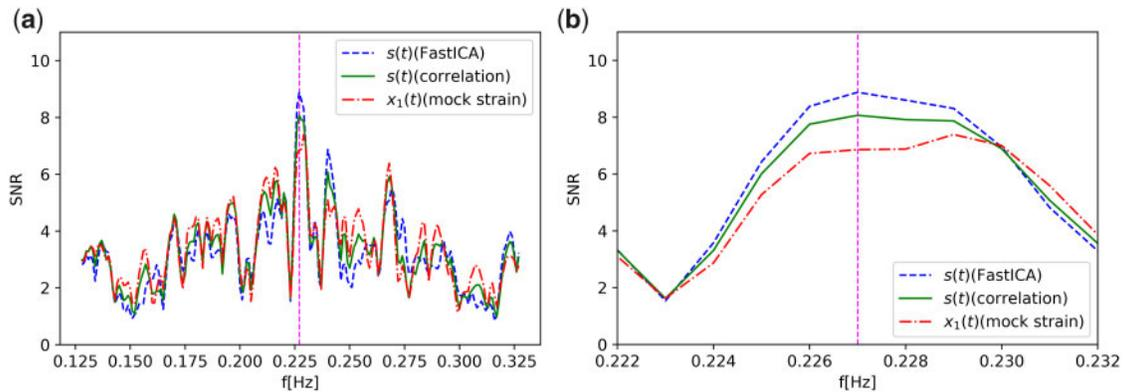 (a)
SNR
10
8
6
4
2
0
0.125 0.150 0.175 0.200 0.225 0.250 0.275 0.300 0.325
f[Hz]
s(t)(FastICA)
s(t)(correlation)
x₁(t)(mock strain)
(b)
SNR
10
8
6
4
2
0
0.222 0.224 0.226 0.228 0.230 0.232
f[Hz]
s(t)(FastICA)
s(t)(correlation)
x₁(t)(mock strain)